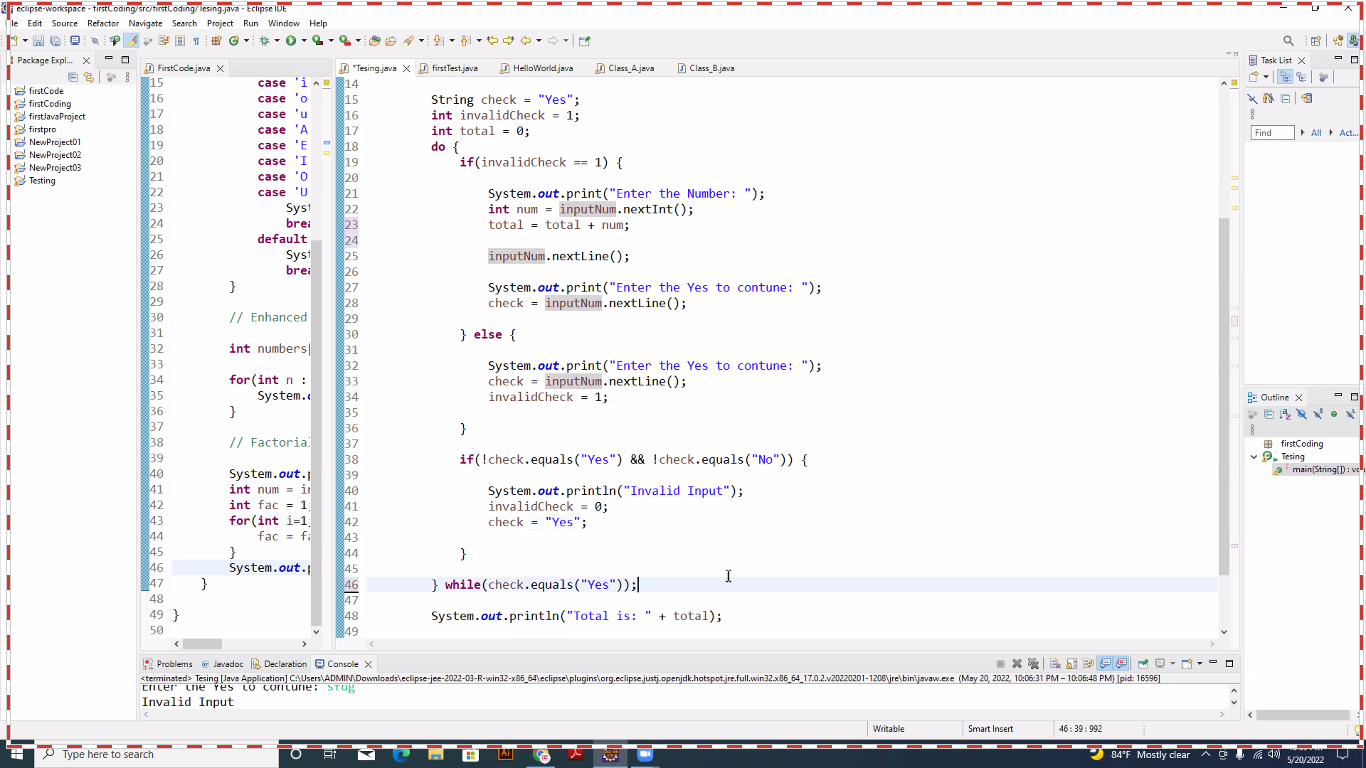 eclipse-workspace - firstCoding/src/firstCoding/Tesing.java - Eclipse IDE
Edit Source Refactor Navigate Search Project Run Window Help
Package Expl...
firstCode
firstCoding
firstJavaProject
firstpro
NewProject01
NewProject02
NewProject03
Testing
FirstCode.java
15 case 'i
16 case 'o
17 case 'u
18 case 'A
19 case 'E
20 case 'I
21 case 'O
22 case 'U
23 Sys
24 brea
25 default
26 Sys
27 brea
28 }
29
30 // Enhanced
31
32 int numbers[
33
34 for(int n :
35 System.o
36 }
37
38 // Factorial
39
40 System.out.p
41 int num = in
42 int fac = 1;
43 for(int i=1;
44 fac = fa
45 }
46 System.out.p
47 }
48
49 }
50
*Tesing.java firstTest.java HelloWorld.java Class_A.java Class_B.java
14
15 String check = "Yes";
16 int invalidCheck = 1;
17 int total = 0;
18 do {
19 if(invalidCheck == 1) {
20
21 System.out.print("Enter the Number: ");
22 int num = inputNum.nextInt();
23 total = total + num;
24
25 inputNum.nextLine();
26
27 System.out.print("Enter the Yes to contune: ");
28 check = inputNum.nextLine();
29
30 } else {
31
32 System.out.print("Enter the Yes to contune: ");
33 check = inputNum.nextLine();
34 invalidCheck = 1;
35
36 }
37
38 if(!check.equals("Yes") && !check.equals("No")) {
39
40 System.out.println("Invalid Input");
41 invalidCheck = 0;
42 check = "Yes";
43
44 }
45
46 } while(check.equals("Yes"));
47
48 System.out.println("Total is: " + total);
49
Task List
Find All Act...
Outline
firstCoding
Tesing
main(String[]) : vo
Problems Javadoc Declaration Console
<terminated> Tesing [Java Application] C:\Users\ADMIN\Downloads\eclipse-jee-2022-03-R-win32-x86_64\eclipse\plugins\org.eclipse.justj.openjdk.hotspot.jre.full.win32.x86_64_17.0.2.v20220201-1208\jre\bin\javaw.exe (May 20, 2022, 10:06:31 PM – 10:06:48 PM) [pid: 16596]
Enter the Yes to contune: sfdg
Invalid Input
Writable Smart Insert 46 : 39 : 992
Type here to search
84°F Mostly clear
5/20/2022